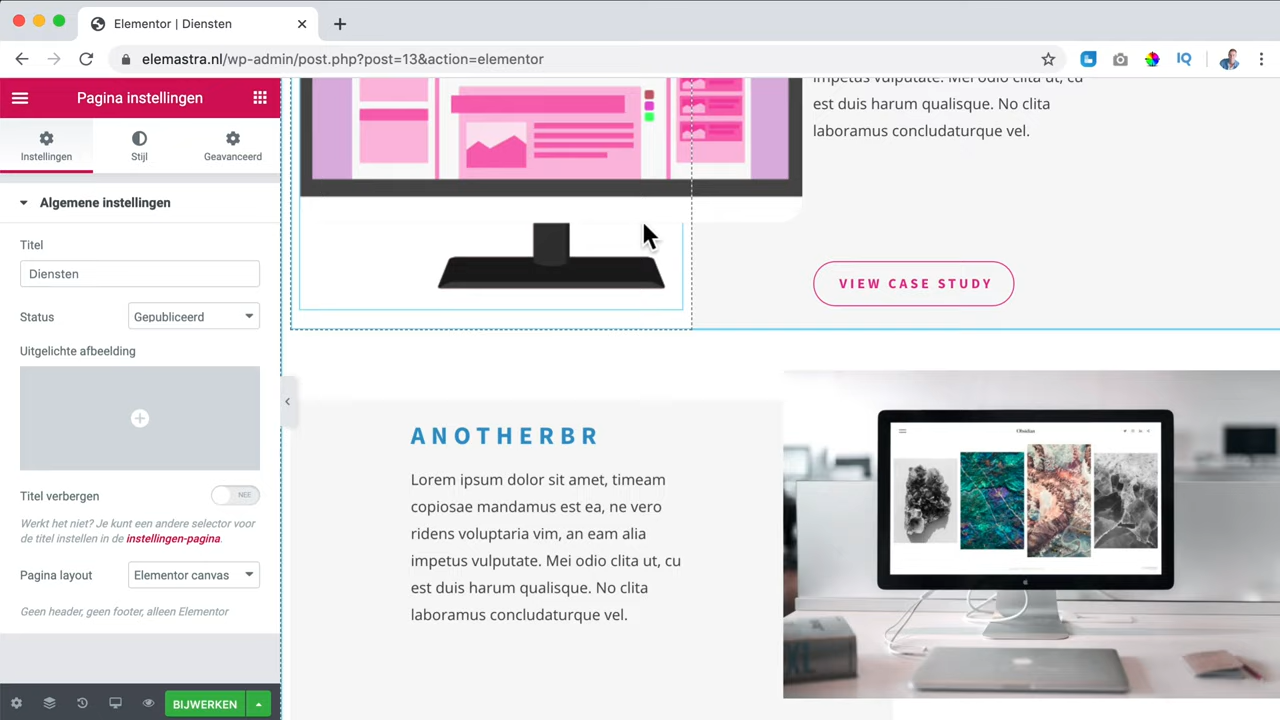 Elementor | Diensten
elemastra.nl/wp-admin/post.php?post=13&action=elementor
IQ
Pagina instellingen
Instellingen
Stijl
Geavanceerd
Algemene instellingen
Titel
Diensten
Status
Gepubliceerd
Uitgelichte afbeelding
Titel verbergen
NEE
Werkt het niet? Je kunt een andere selector voor
de titel instellen in de instellingen-pagina.
Pagina layout
Elementor canvas
Geen header, geen footer, alleen Elementor
BIJWERKEN
impetus vulputate. Mei odio clita ut, cu
est duis harum qualisque. No clita
laboramus concludaturque vel.
VIEW CASE STUDY
ANOTHERBR
Lorem ipsum dolor sit amet, timeam
copiosae mandamus est ea, ne vero
ridens voluptaria vim, an eam alia
impetus vulputate. Mei odio clita ut, cu
est duis harum qualisque. No clita
laboramus concludaturque vel.
Obsidian